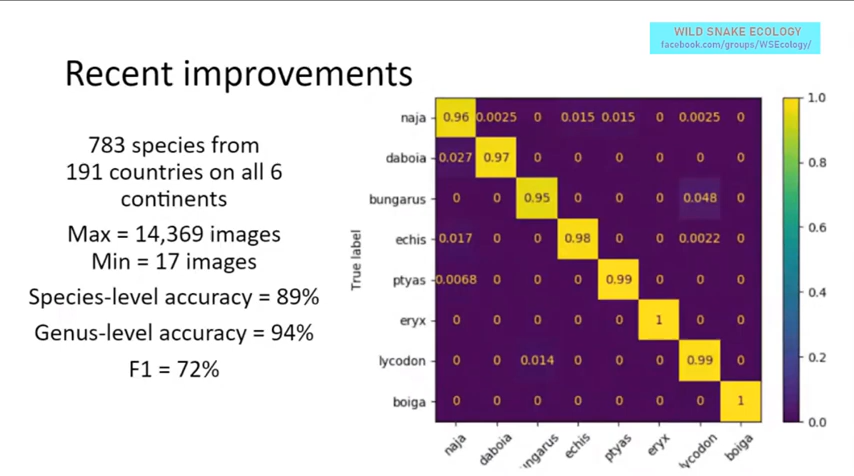 WILD SNAKE ECOLOGY
facebook.com/groups/WSEcology/
Recent improvements
783 species from
191 countries on all 6
continents
Max = 14,369 images
Min = 17 images
Species-level accuracy = 89%
Genus-level accuracy = 94%
F1 = 72%
True label
naja 0.96 0.0025 0 0.015 0.015 0 0.0025 0
daboia 0.027 0.97 0 0 0 0 0 0
bungarus 0 0 0.95 0 0 0 0.048 0
echis 0.017 0 0 0.98 0 0 0.0022 0
ptyas 0.0068 0 0 0 0.99 0 0 0
eryx 0 0 0 0 0 1 0 0
lycodon 0 0 0.014 0 0 0 0.99 0
boiga 0 0 0 0 0 0 0 1
naja daboia ungarus echis ptyas eryx lycodon boiga
1.0
0.8
0.6
0.4
0.2
0.0